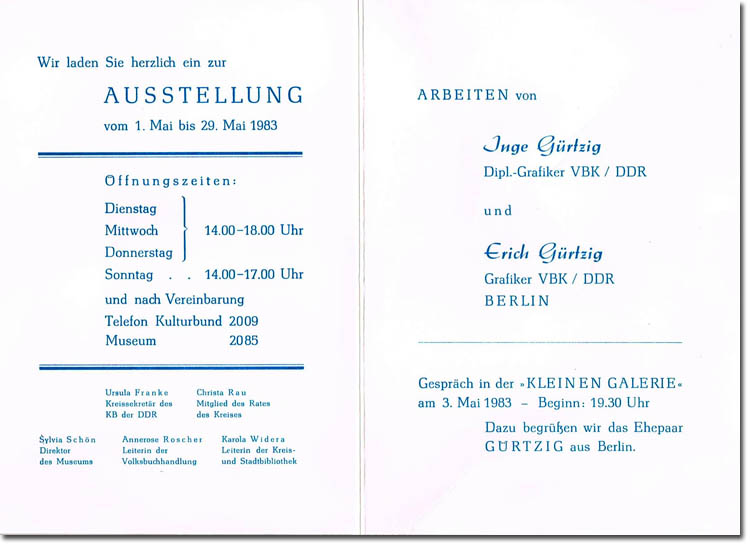 Wir laden Sie herzlich ein zur
AUSSTELLUNG
vom 1. Mai bis 29. Mai 1983
Öffnungszeiten:
Dienstag
Mittwoch 14.00–18.00 Uhr
Donnerstag
Sonntag . . 14.00–17.00 Uhr
und nach Vereinbarung
Telefon Kulturbund 2009
Museum 2085
Ursula Franke
Kreissekretär des
KB der DDR
Christa Rau
Mitglied des Rates
des Kreises
Sylvia Schön
Direktor
des Museums
Annerose Roscher
Leiterin der
Volksbuchhandlung
Karola Widera
Leiterin der Kreis-
und Stadtbibliothek
ARBEITEN von
Inge Gürtzig
Dipl.-Grafiker VBK / DDR
und
Erich Gürtzig
Grafiker VBK / DDR
BERLIN
Gespräch in der »KLEINEN GALERIE«
am 3. Mai 1983 – Beginn: 19.30 Uhr
Dazu begrüßen wir das Ehepaar
GÜRTZIG aus Berlin.